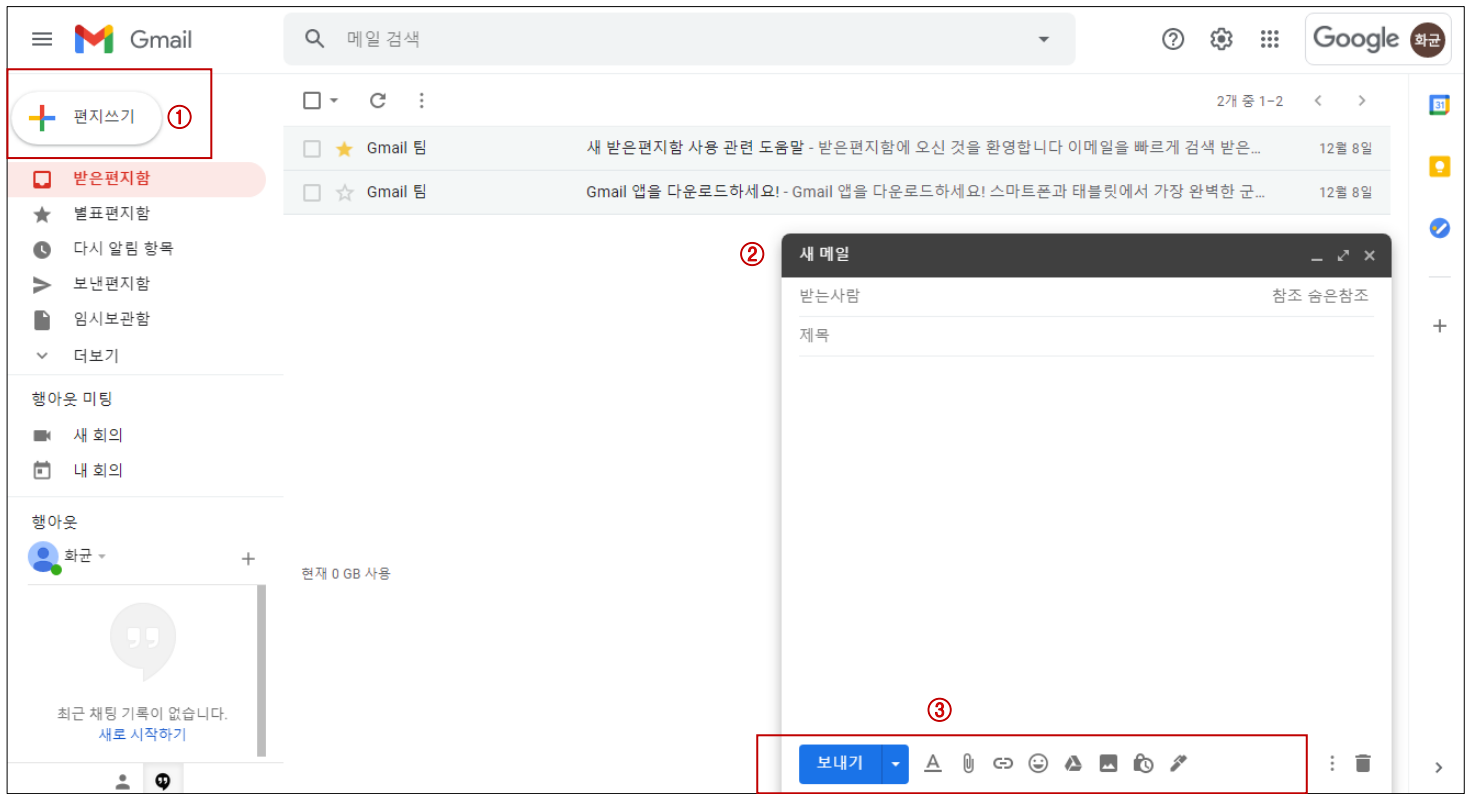 Gmail
메일 검색
Google 화균
① 편지쓰기
2개 중 1-2
31
받은편지함
별표편지함
다시 알림 항목
보낸편지함
임시보관함
더보기
행아웃 미팅
새 회의
내 회의
행아웃
화균
최근 채팅 기록이 없습니다.
새로 시작하기
Gmail 팀 새 받은편지함 사용 관련 도움말 - 받은편지함에 오신 것을 환영합니다 이메일을 빠르게 검색 받은... 12월 8일
Gmail 팀 Gmail 앱을 다운로드하세요! - Gmail 앱을 다운로드하세요! 스마트폰과 태블릿에서 가장 완벽한 군... 12월 8일
현재 0 GB 사용
② 새 메일
받는사람 참조 숨은참조
제목
③
보내기